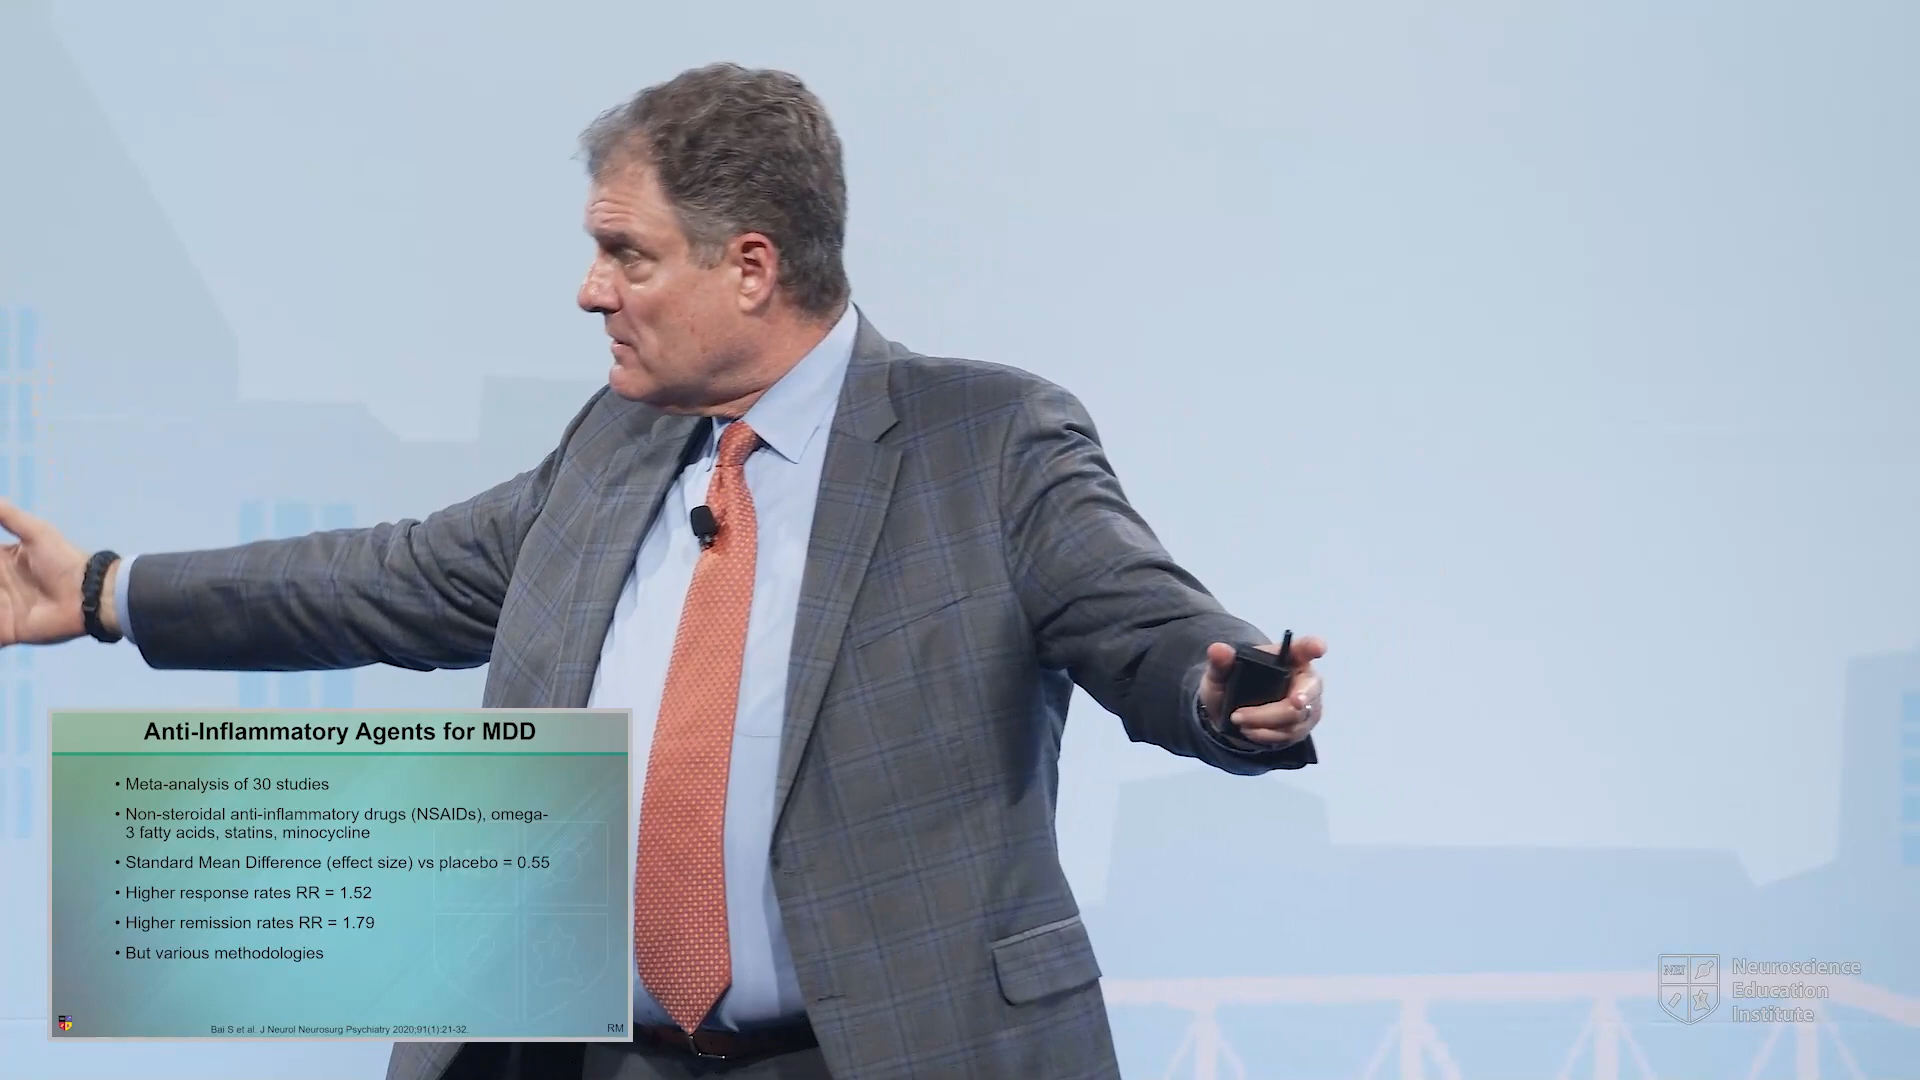 Anti-Inflammatory Agents for MDD
• Meta-analysis of 30 studies
• Non-steroidal anti-inflammatory drugs (NSAIDs), omega-
3 fatty acids, statins, minocycline
• Standard Mean Difference (effect size) vs placebo = 0.55
• Higher response rates RR = 1.52
• Higher remission rates RR = 1.79
• But various methodologies
Bai S et al. J Neurol Neurosurg Psychiatry 2020;91(1):21-32.
RM
NEI
Neuroscience
Education
Institute